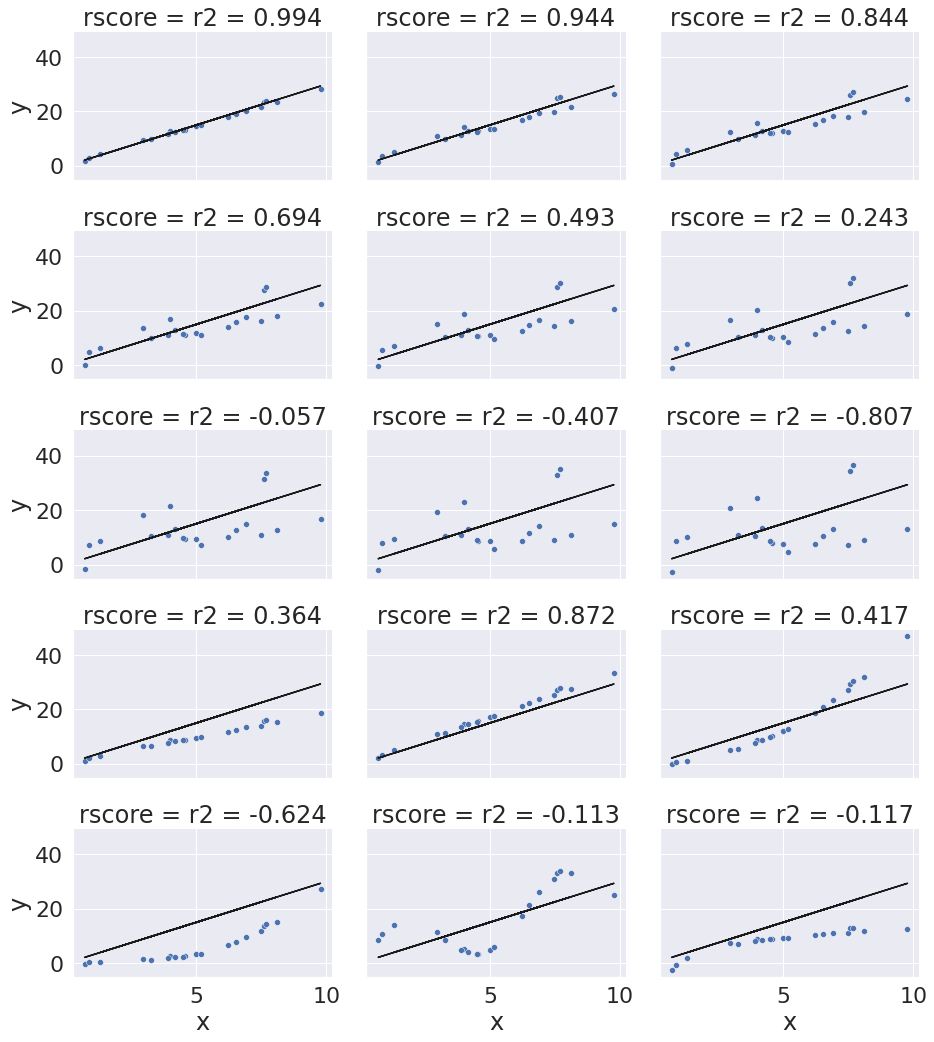 rscore = r2 = 0.994 rscore = r2 = 0.944 rscore = r2 = 0.844
40
20
0
y
rscore = r2 = 0.694 rscore = r2 = 0.493 rscore = r2 = 0.243
40
20
0
y
rscore = r2 = -0.057 rscore = r2 = -0.407 rscore = r2 = -0.807
40
20
0
y
rscore = r2 = 0.364 rscore = r2 = 0.872 rscore = r2 = 0.417
40
20
0
y
rscore = r2 = -0.624 rscore = r2 = -0.113 rscore = r2 = -0.117
40
20
0
y
5 10 5 10 5 10
x x x